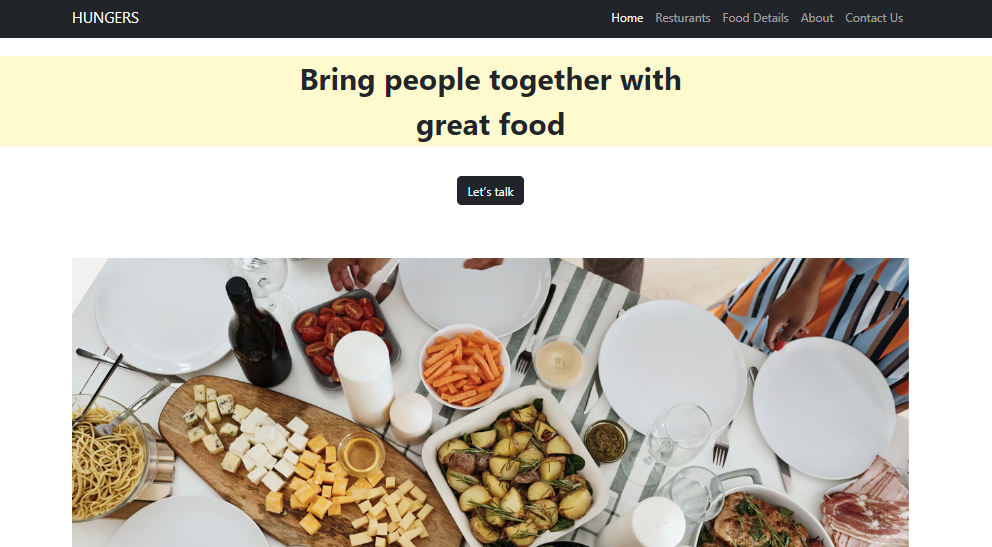 HUNGERS
Home Resturants Food Details About Contact Us
Bring people together with
great food
Let's talk